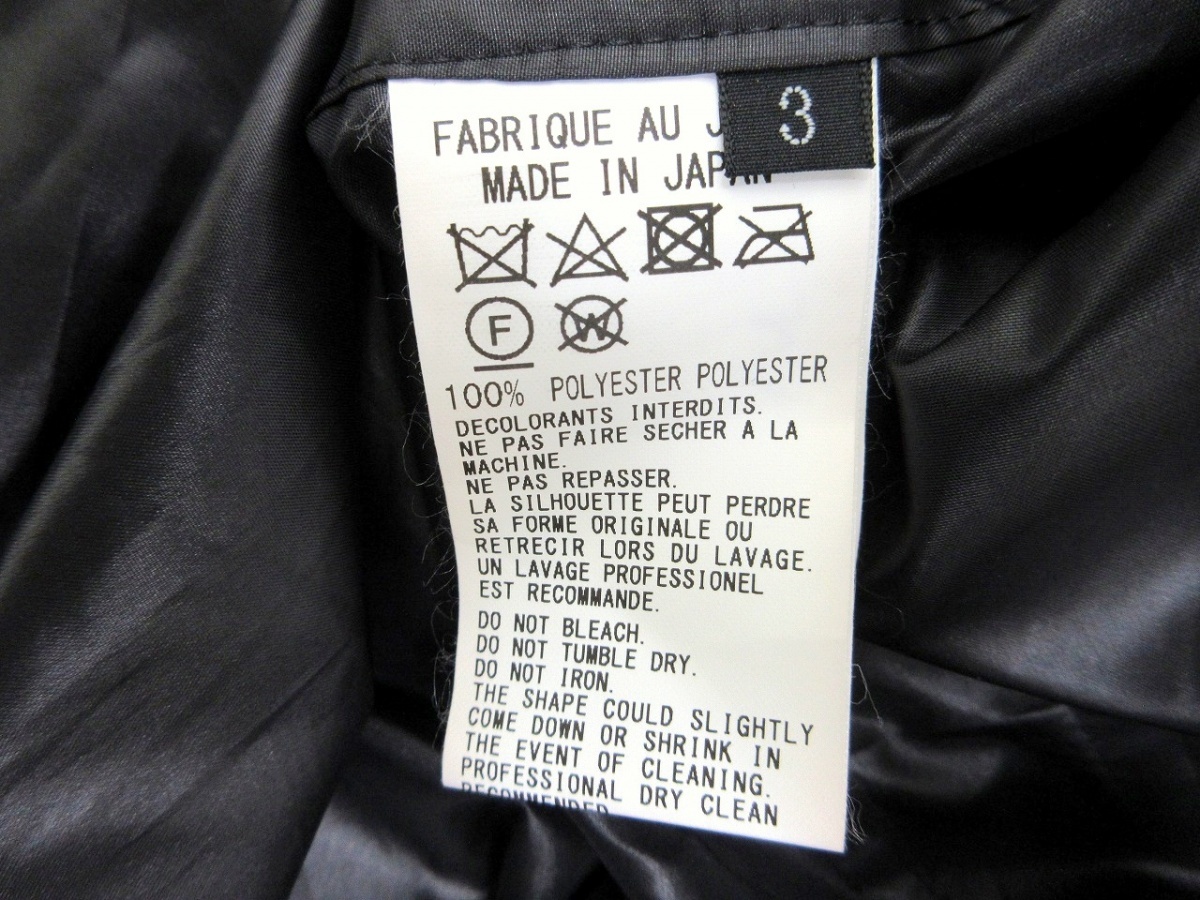 FABRIQUE AU J
3
MADE IN JAPAN
F
W
100% POLYESTER POLYESTER
DECOLORANTS INTERDITS.
NE PAS FAIRE SECHER A LA
MACHINE.
NE PAS REPASSER.
LA SILHOUETTE PEUT PERDRE
SA FORME ORIGINALE OU
RETRECIR LORS DU LAVAGE.
UN LAVAGE PROFESSIONEL
EST RECOMMANDE.
DO NOT BLEACH.
DO NOT TUMBLE DRY.
DO NOT IRON.
THE SHAPE COULD SLIGHTLY
COME DOWN OR SHRINK IN
THE EVENT OF CLEANING.
PROFESSIONAL DRY CLEAN
RECOMMENDED